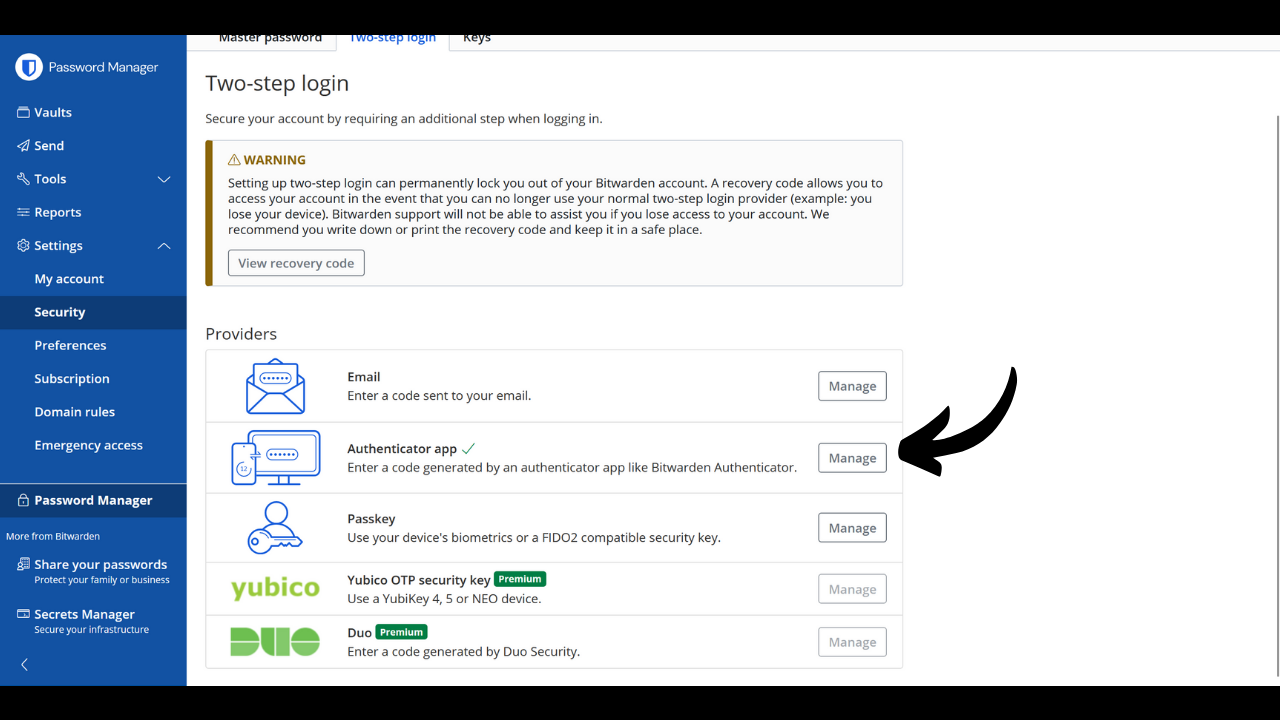 Master password Two-step login Keys
Password Manager
Vaults
Send
Tools
Reports
Settings
My account
Security
Preferences
Subscription
Domain rules
Emergency access
Password Manager
More from Bitwarden
Share your passwords
Protect your family or business
Secrets Manager
Secure your infrastructure
Two-step login
Secure your account by requiring an additional step when logging in.
WARNING
Setting up two-step login can permanently lock you out of your Bitwarden account. A recovery code allows you to
access your account in the event that you can no longer use your normal two-step login provider (example: you
lose your device). Bitwarden support will not be able to assist you if you lose access to your account. We
recommend you write down or print the recovery code and keep it in a safe place.
View recovery code
Providers
Email
Enter a code sent to your email.
Manage
Authenticator app
Enter a code generated by an authenticator app like Bitwarden Authenticator.
Manage
12
Passkey
Use your device's biometrics or a FIDO2 compatible security key.
Manage
yubico
Yubico OTP security key Premium
Use a YubiKey 4, 5 or NEO device.
Manage
DUO
Duo Premium
Enter a code generated by Duo Security.
Manage